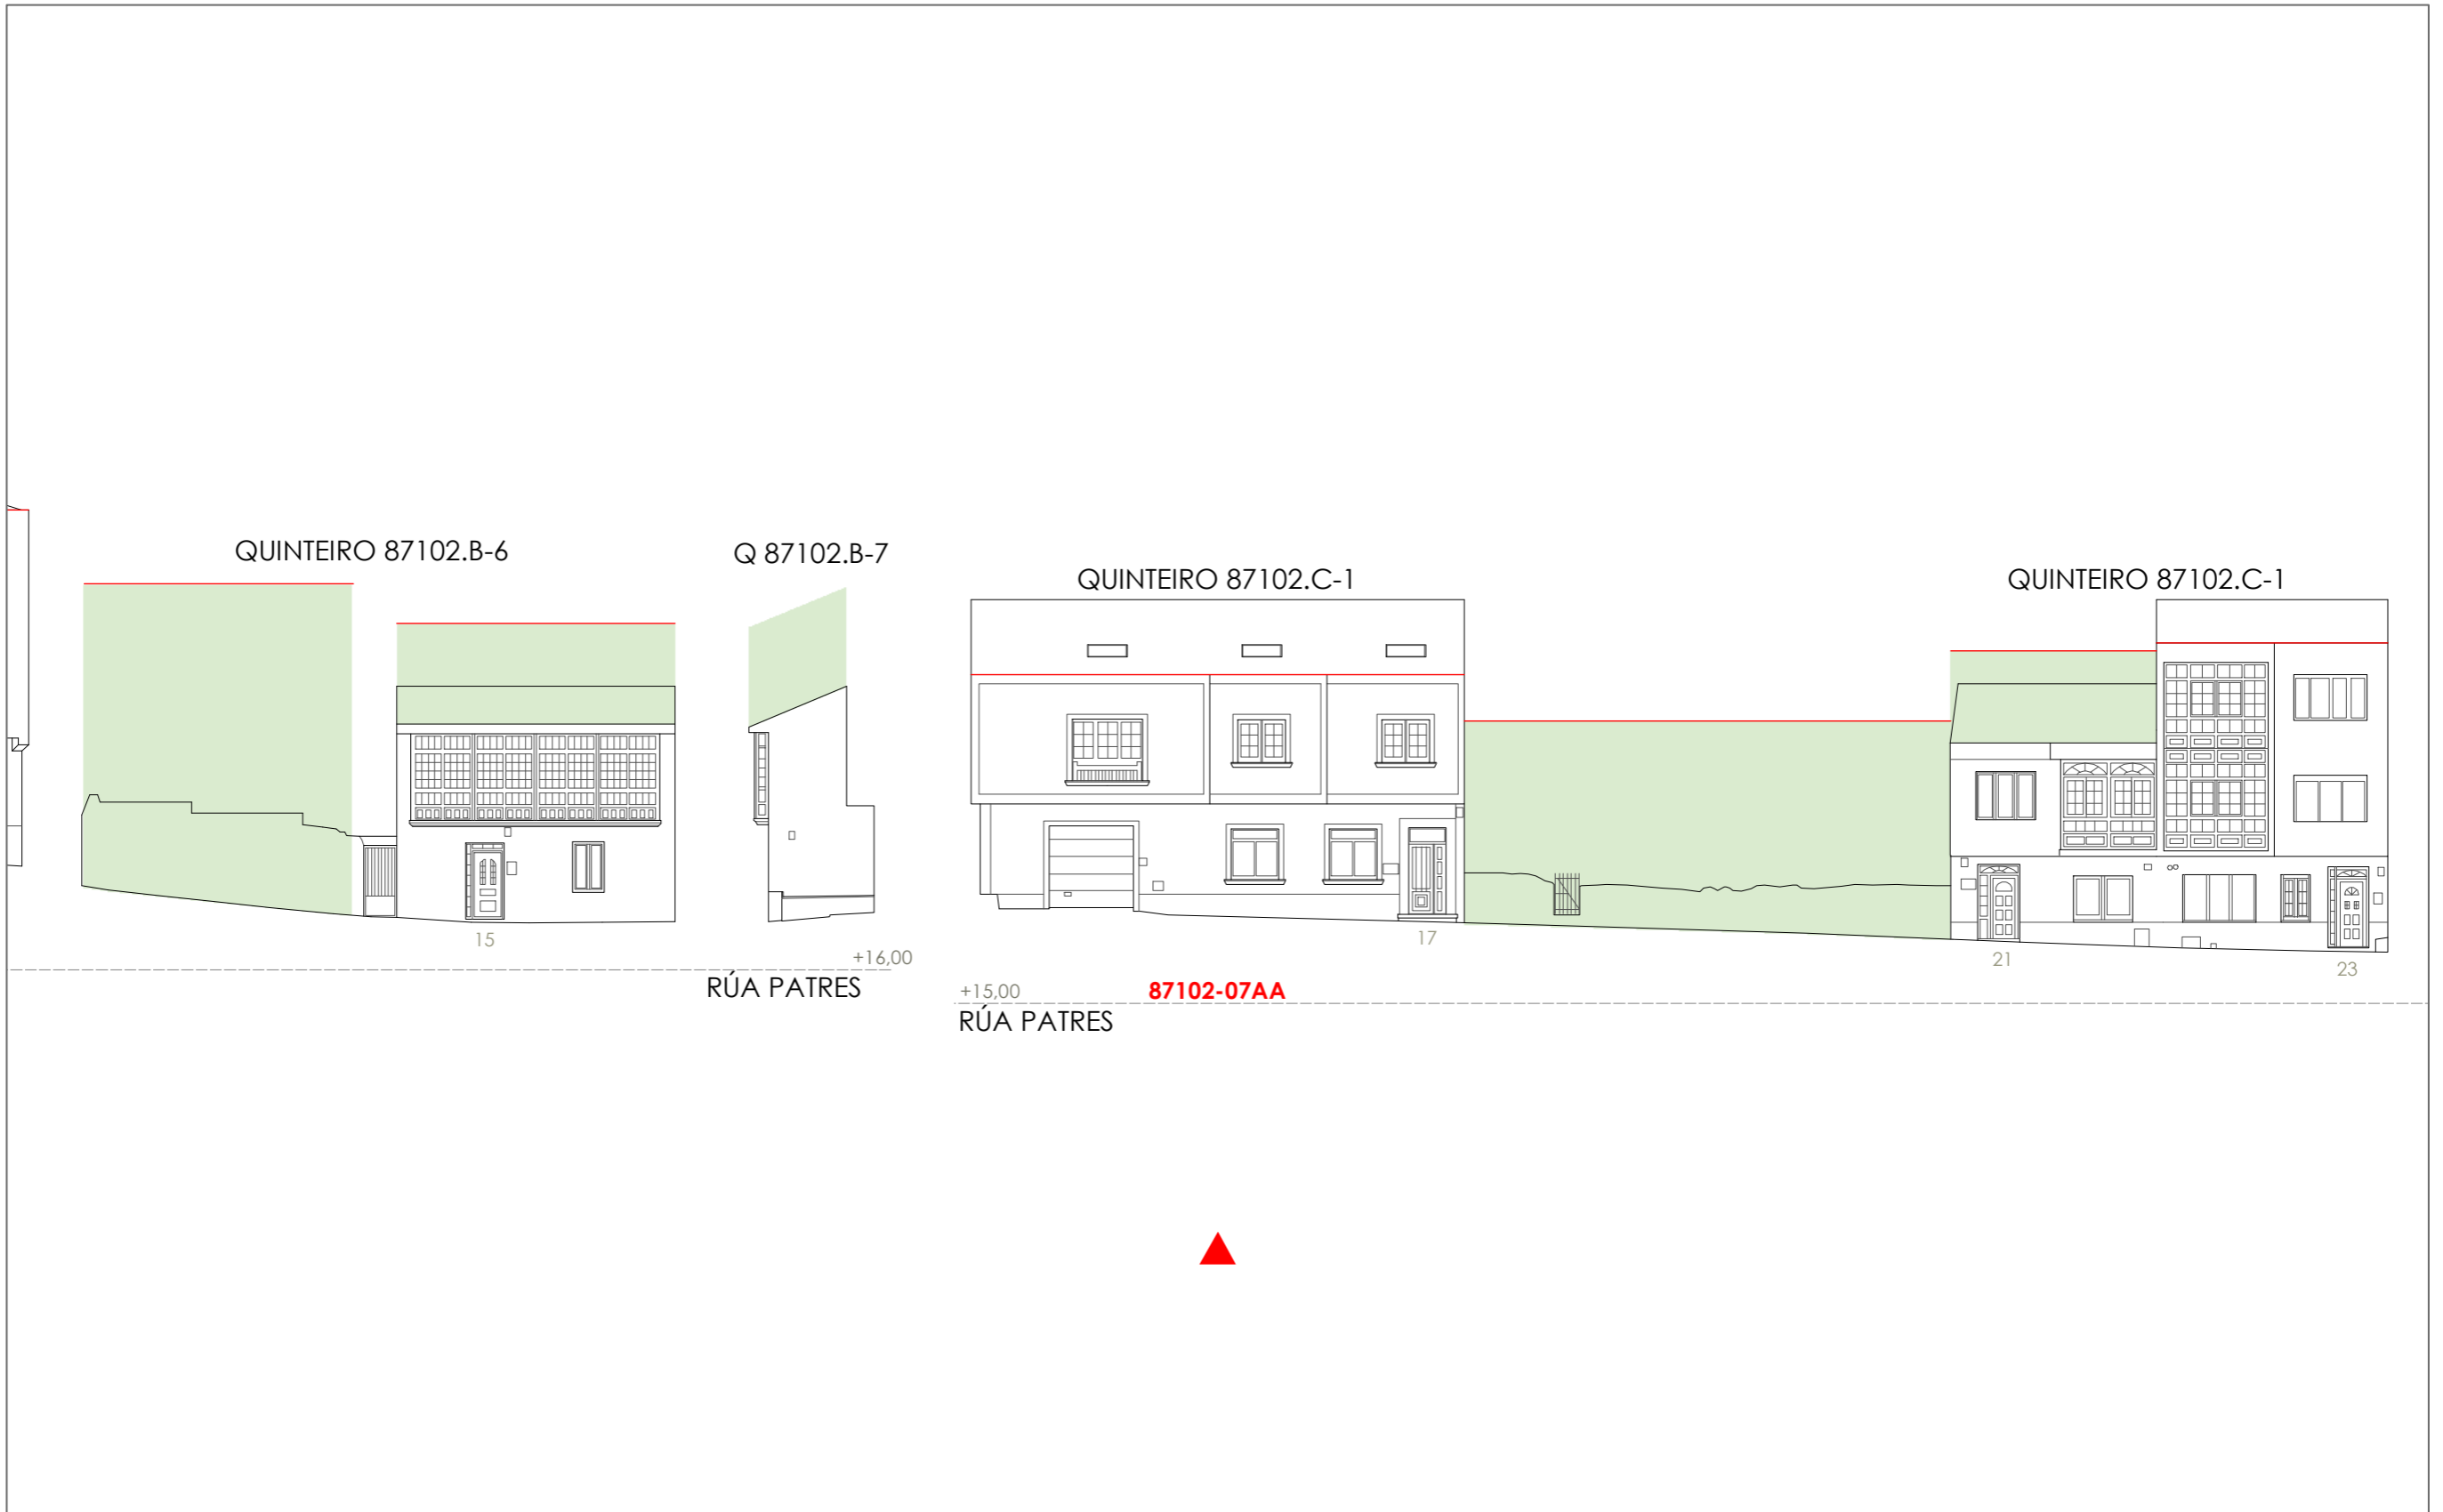 QUINTEIRO 87102.B-6
Q 87102.B-7
QUINTEIRO 87102.C-1
QUINTEIRO 87102.C-1
15
17
21
23
+16,00
RÚA PATRES
+15,00
87102-07AA
RÚA PATRES